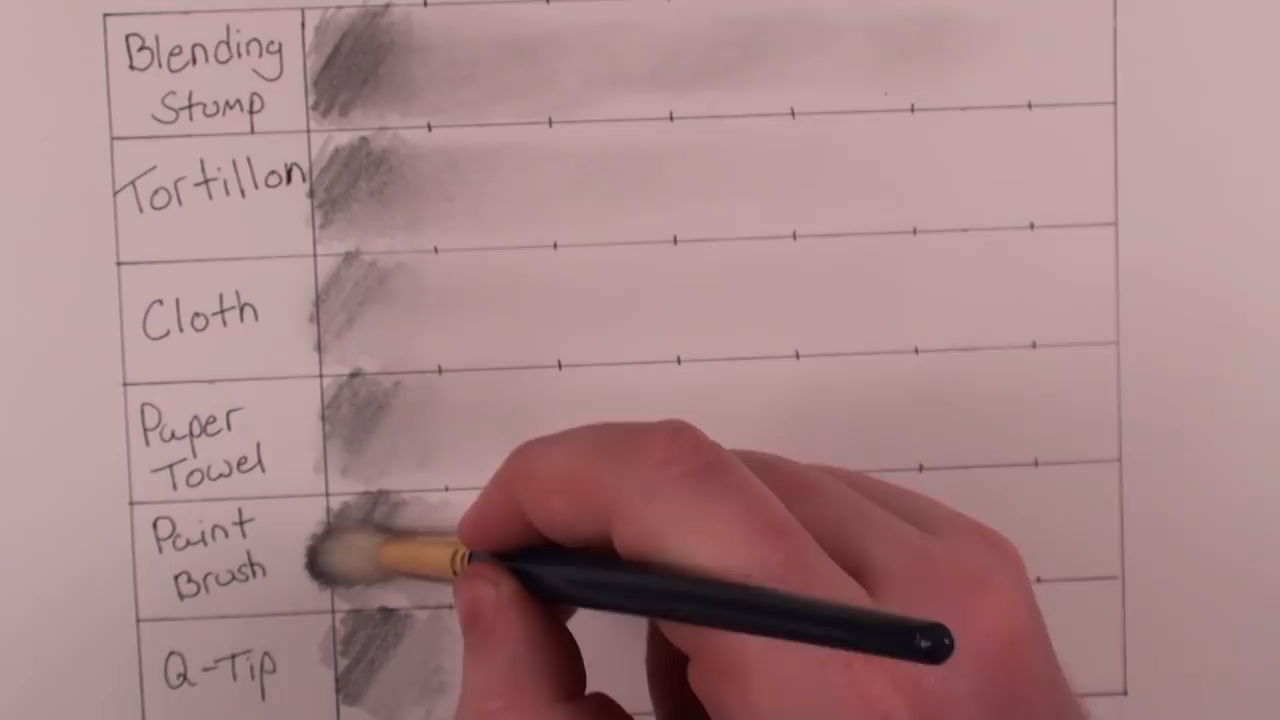 Blending
Stump
Tortillon
Cloth
Paper
Towel
Paint
Brush
Q-Tip